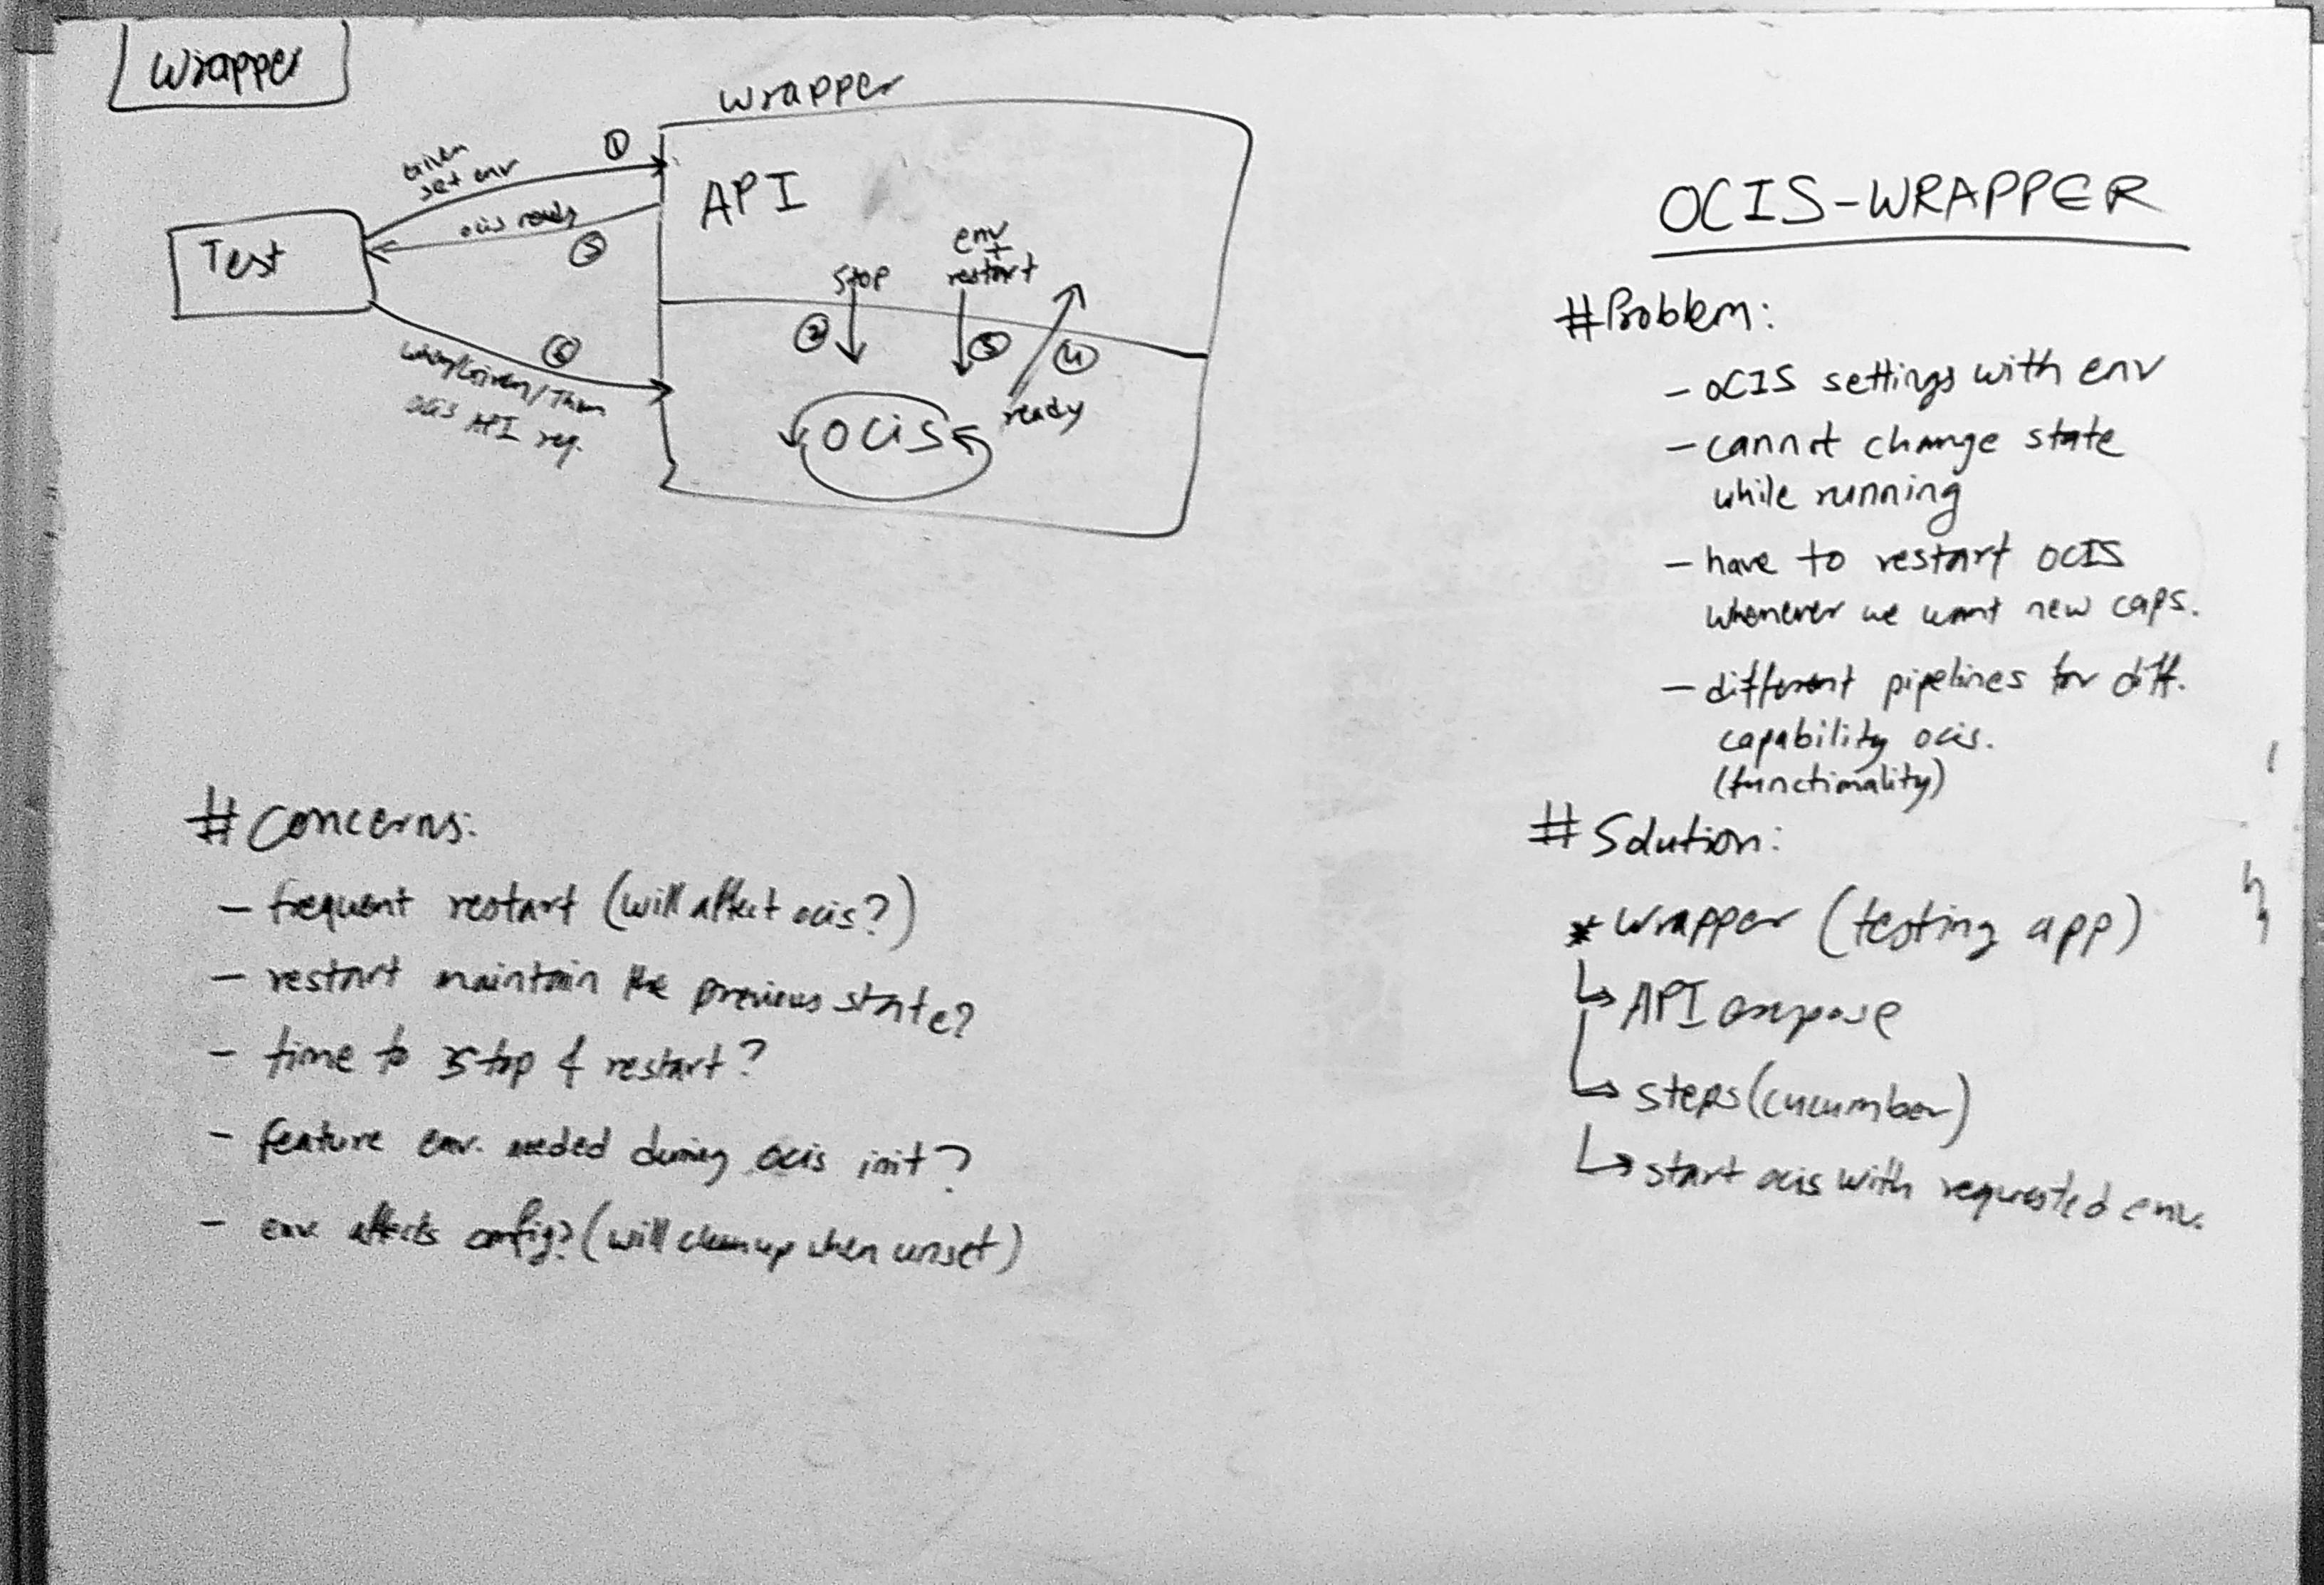 Wrapper
Wrapper
Given
set env
①
API
ocis ready
⑤
Test
env
+
restart
stop
②
③
④
⑥
When/Given/Then
ocis API req.
ocis
ready
OCIS-WRAPPER
#Problem:
- OCIS settings with env
- cannot change state
while running
- have to restart OCIS
whenever we want new caps.
- different pipelines for diff.
capability ocis.
(functionality)
#Solution:
* Wrapper (testing app)
↳ API expose
↳ steps (cucumber)
↳ start ocis with requested env.
#Concerns:
- frequent restart (will affect ocis?)
- restart maintain the previous state?
- time to stop & restart?
- feature env. needed during ocis init?
- env affects config? (will cleanup when unset)